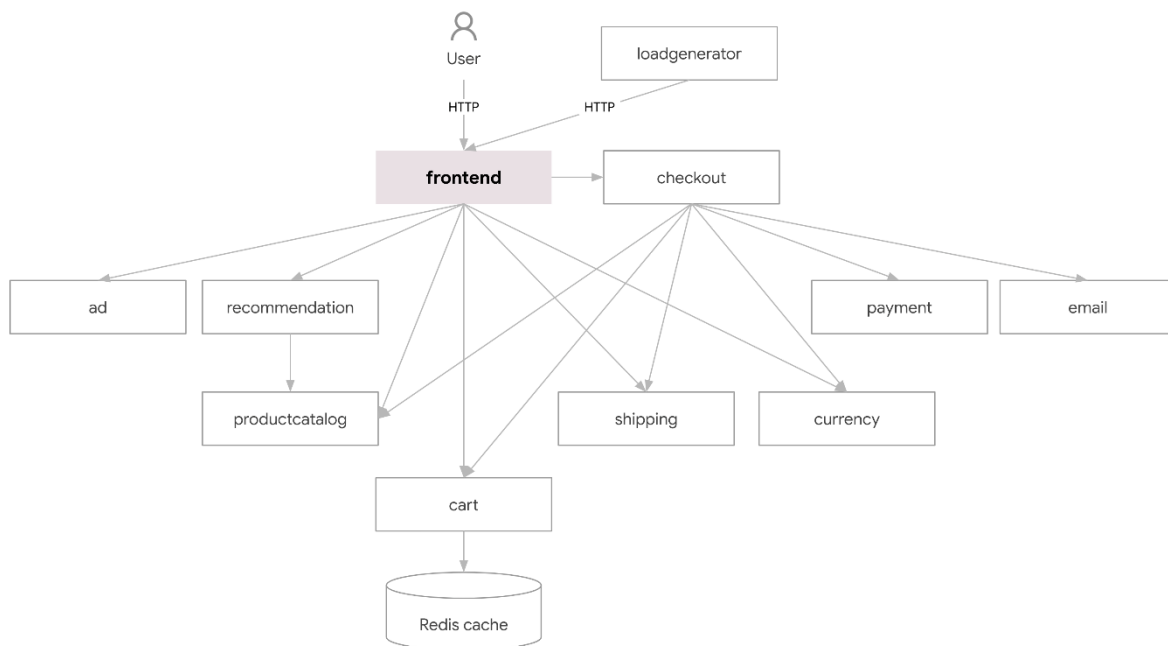 User
loadgenerator
HTTP
HTTP
frontend
checkout
ad
recommendation
payment
email
productcatalog
shipping
currency
cart
Redis cache